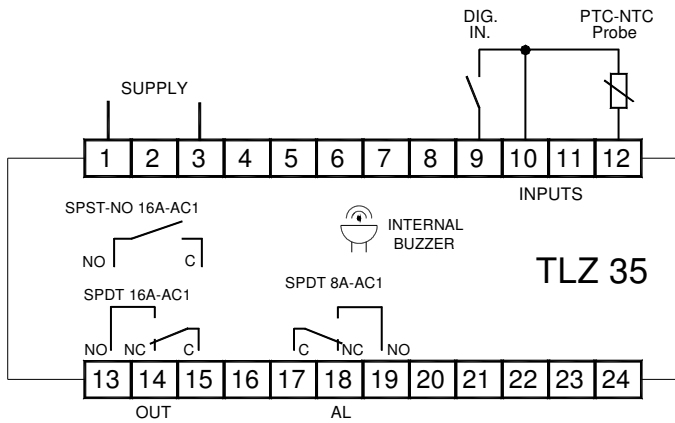 DIG.
IN.
PTC-NTC
Probe
SUPPLY
1 2 3 4 5 6 7 8 9 10 11 12
INPUTS
SPST-NO 16A-AC1
NO C
INTERNAL
BUZZER
TLZ 35
SPDT 16A-AC1
SPDT 8A-AC1
NO NC C C NC NO
13 14 15 16 17 18 19 20 21 22 23 24
OUT AL